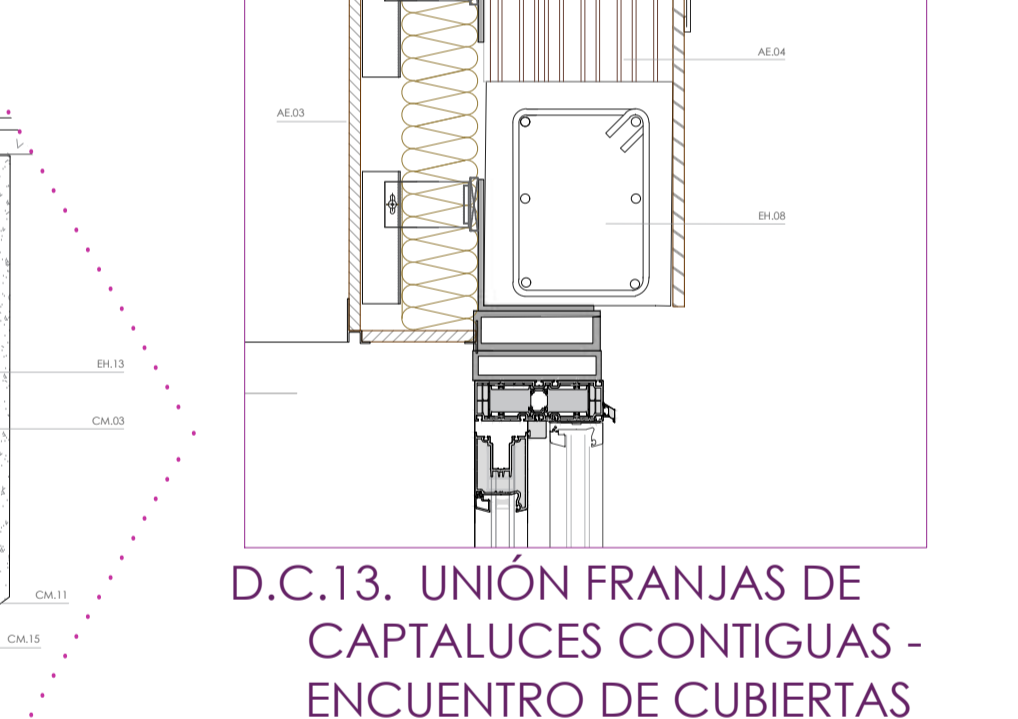 AE.04
AE.03
EH.08
EH.13
CM.03
CM.11
CM.15
D.C.13. UNIÓN FRANJAS DE
CAPTALUCES CONTIGUAS -
ENCUENTRO DE CUBIERTAS